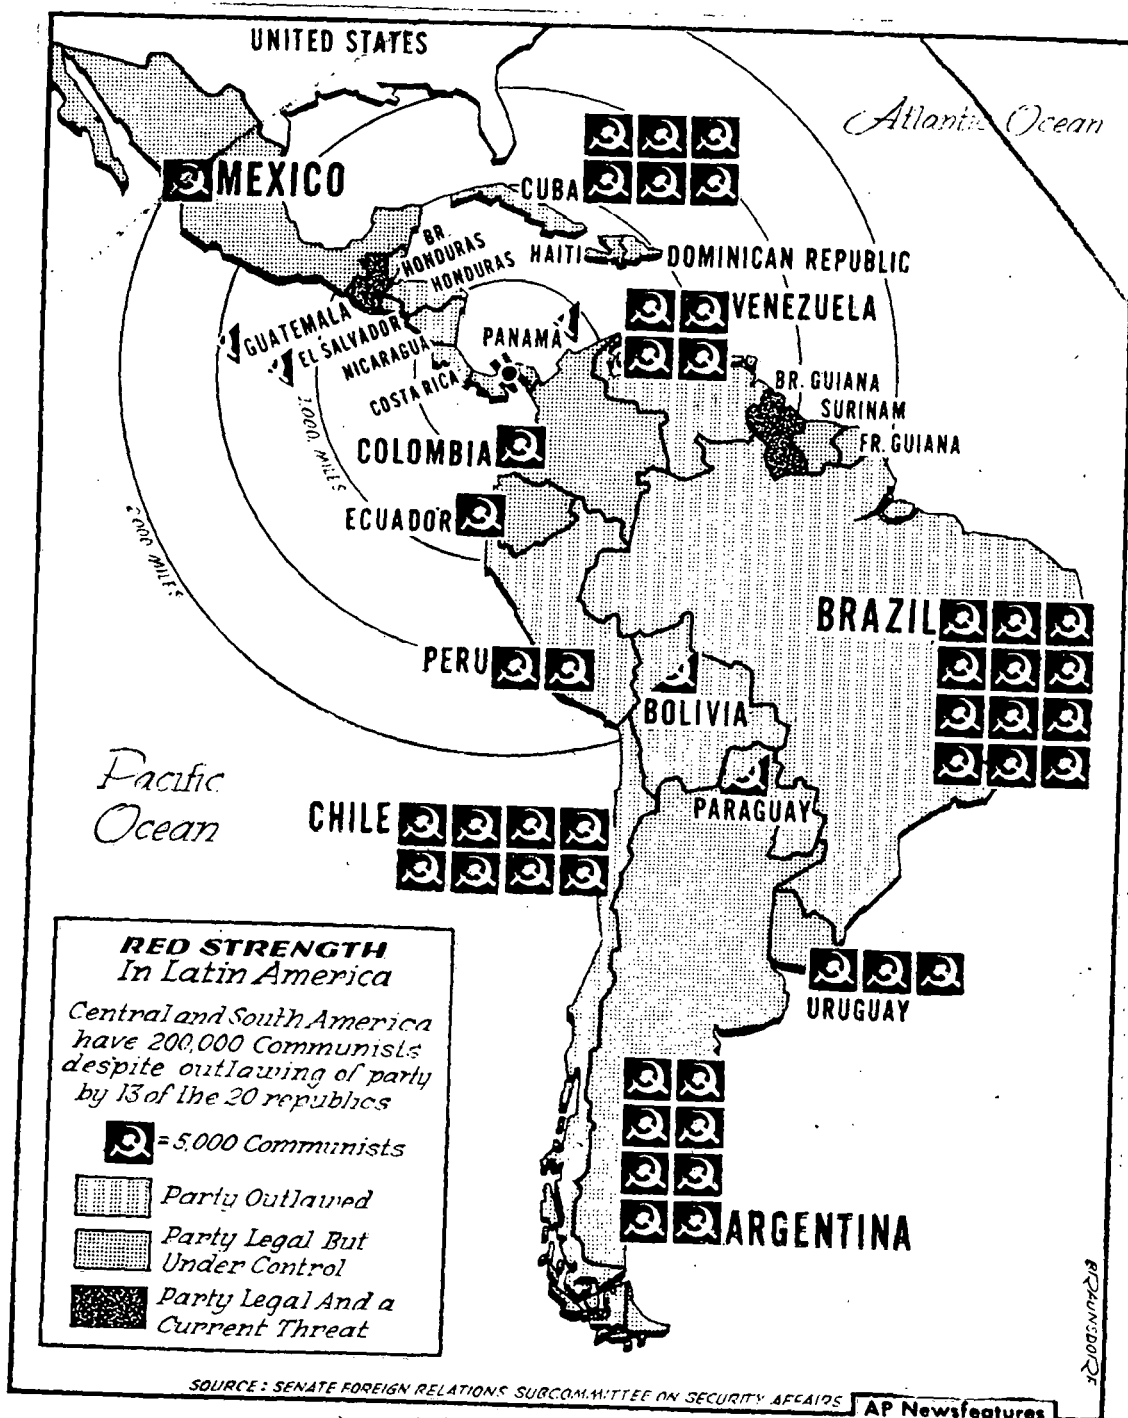 UNITED STATES
Atlantic Ocean
MEXICO
CUBA
BR.
HONDURAS
HONDURAS
HAITI
DOMINICAN REPUBLIC
GUATEMALA
EL SALVADOR
NICARAGUA
COSTA RICA
PANAMA
VENEZUELA
BR. GUIANA
SURINAM
FR. GUIANA
1,000 MILES
2,000 MILES
COLOMBIA
ECUADOR
BRAZIL
PERU
BOLIVIA
PARAGUAY
Pacific
Ocean
CHILE
URUGUAY
ARGENTINA
RED STRENGTH
In Latin America
Central and South America
have 200,000 Communists
despite outlawing of party
by 13 of the 20 republics
= 5,000 Communists
Party Outlawed
Party Legal But
Under Control
Party Legal And a
Current Threat
BRAUNSDORF
SOURCE: SENATE FOREIGN RELATIONS SUBCOMMITTEE ON SECURITY AFFAIRS
AP Newsfeatures